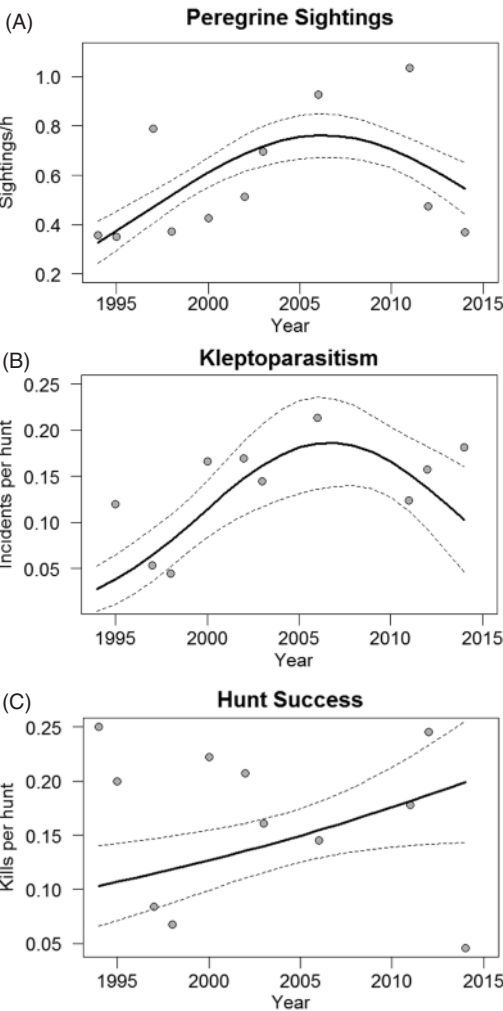 (A)
Peregrine Sightings
Sightings/h
1.0
0.8
0.6
0.4
0.2
1995 2000 2005 2010 2015
Year
(B)
Kleptoparasitism
Incidents per hunt
0.25
0.20
0.15
0.10
0.05
1995 2000 2005 2010 2015
Year
(C)
Hunt Success
Kills per hunt
0.25
0.20
0.15
0.10
0.05
1995 2000 2005 2010 2015
Year